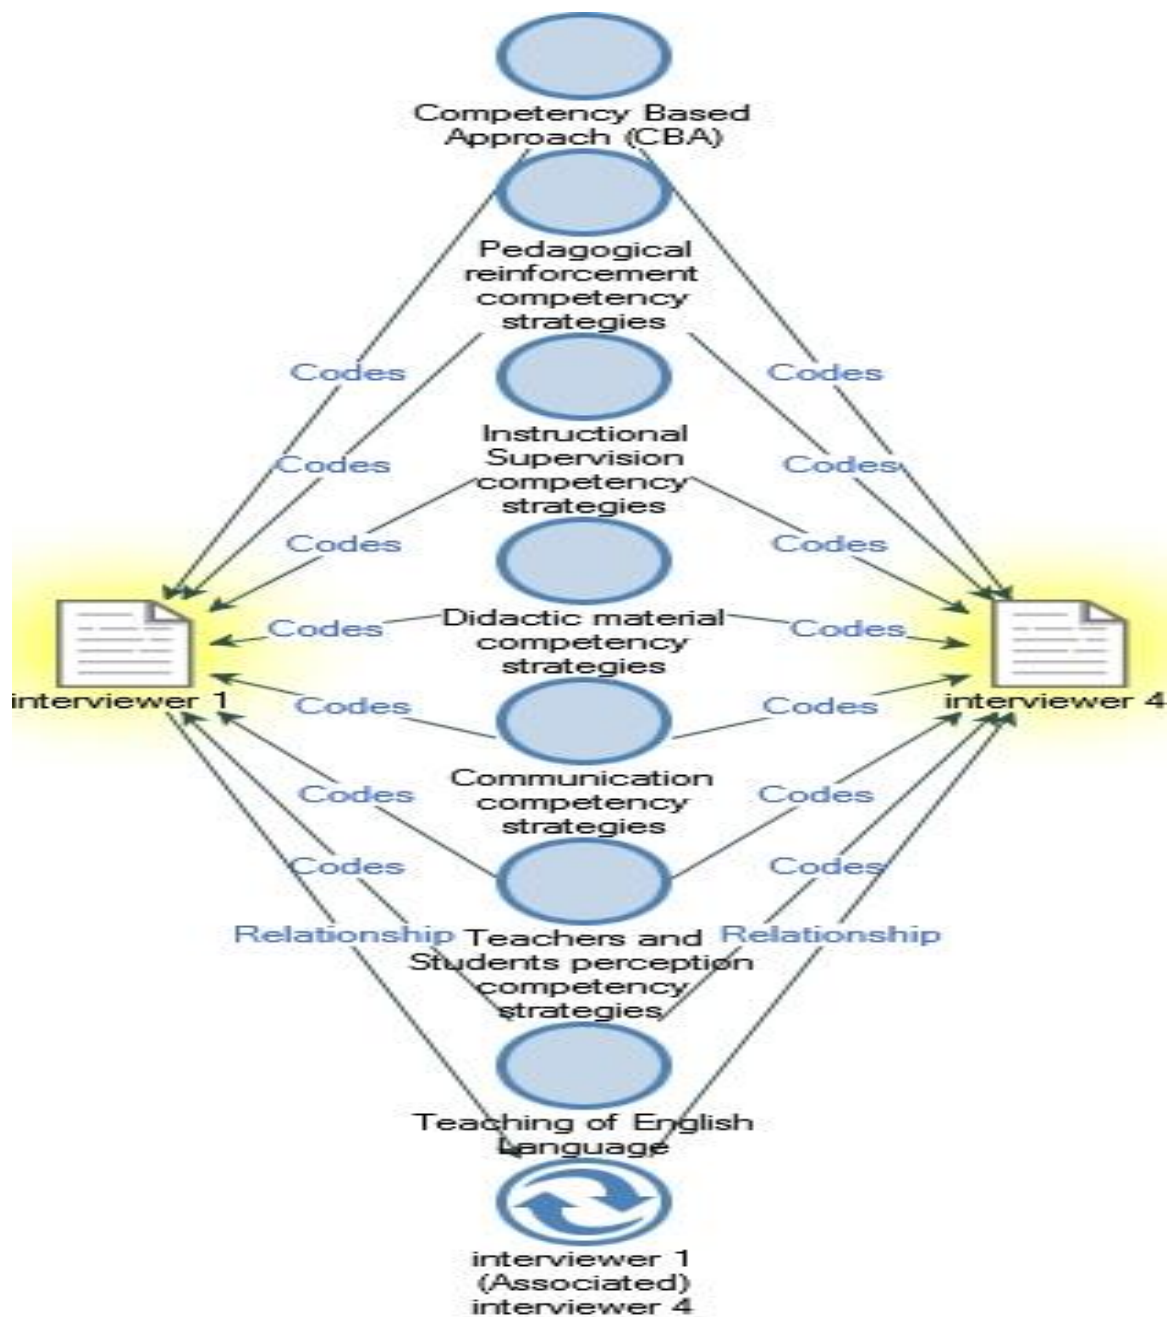 Competency Based
Approach (CBA)
Pedagogical
reinforcement
competency
strategies
Codes
Codes
Codes
Codes
Instructional
Supervision
competency
strategies
Codes
Codes
Codes
Didactic material
Codes
competency
strategies
interviewer 1
interviewer 4
Codes
Codes
Communication
competency
strategies
Codes
Codes
Codes
Codes
Relationship
Teachers and
Relationship
Students perception
competency
strategies
Teaching of English
Language
interviewer 1
(Associated)
interviewer 4